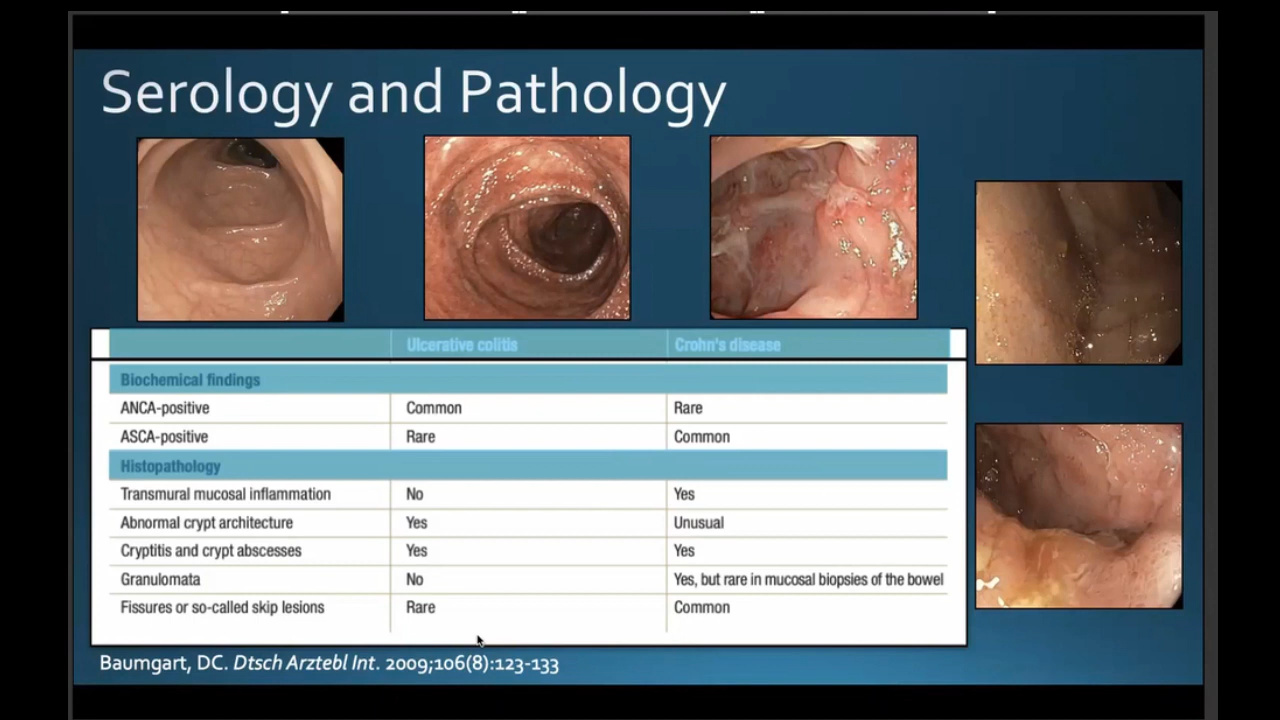 Serology and Pathology
Ulcerative colitis Crohn's disease
Biochemical findings
ANCA-positive Common Rare
ASCA-positive Rare Common
Histopathology
Transmural mucosal inflammation No Yes
Abnormal crypt architecture Yes Unusual
Cryptitis and crypt abscesses Yes Yes
Granulomata No Yes, but rare in mucosal biopsies of the bowel
Fissures or so-called skip lesions Rare Common
Baumgart, DC. Dtsch Arztebl Int. 2009;106(8):123-133